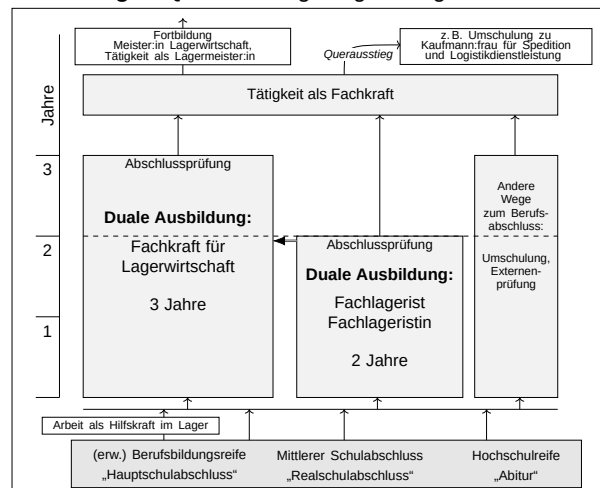 Fortbildung
Meister:in Lagerwirtschaft,
Tätigkeit als Lagermeister:in
Querausstieg
z. B. Umschulung zu
Kaufmann:frau für Spedition
und Logistikdienstleistung
Jahre
Tätigkeit als Fachkraft
3
2
1
Abschlussprüfung
Duale Ausbildung:
Fachkraft für
Lagerwirtschaft
3 Jahre
Abschlussprüfung
Duale Ausbildung:
Fachlagerist
Fachlageristin
2 Jahre
Andere
Wege
zum Berufs-
abschluss:
Umschulung,
Externen-
prüfung
Arbeit als Hilfskraft im Lager
(erw.) Berufsbildungsreife
„Hauptschulabschluss“
Mittlerer Schulabschluss
„Realschulabschluss“
Hochschulreife
„Abitur“